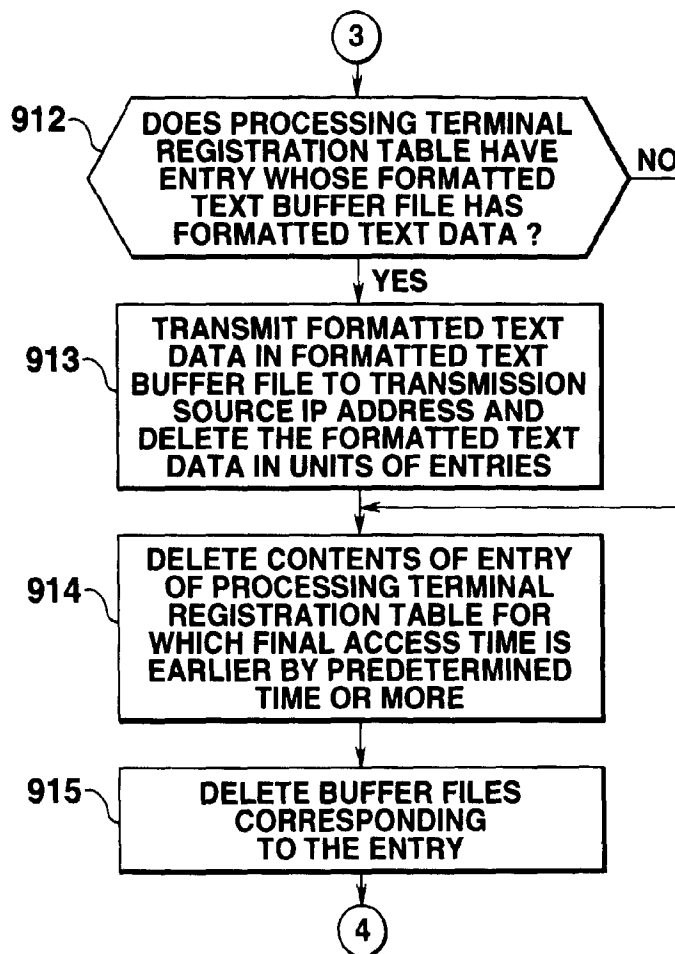 3
912
DOES PROCESSING TERMINAL
REGISTRATION TABLE HAVE
ENTRY WHOSE FORMATTED
TEXT BUFFER FILE HAS
FORMATTED TEXT DATA ?
NO
YES
913
TRANSMIT FORMATTED TEXT
DATA IN FORMATTED TEXT
BUFFER FILE TO TRANSMISSION
SOURCE IP ADDRESS AND
DELETE THE FORMATTED TEXT
DATA IN UNITS OF ENTRIES
914
DELETE CONTENTS OF ENTRY
OF PROCESSING TERMINAL
REGISTRATION TABLE FOR
WHICH FINAL ACCESS TIME IS
EARLIER BY PREDETERMINED
TIME OR MORE
915
DELETE BUFFER FILES
CORRESPONDING
TO THE ENTRY
4